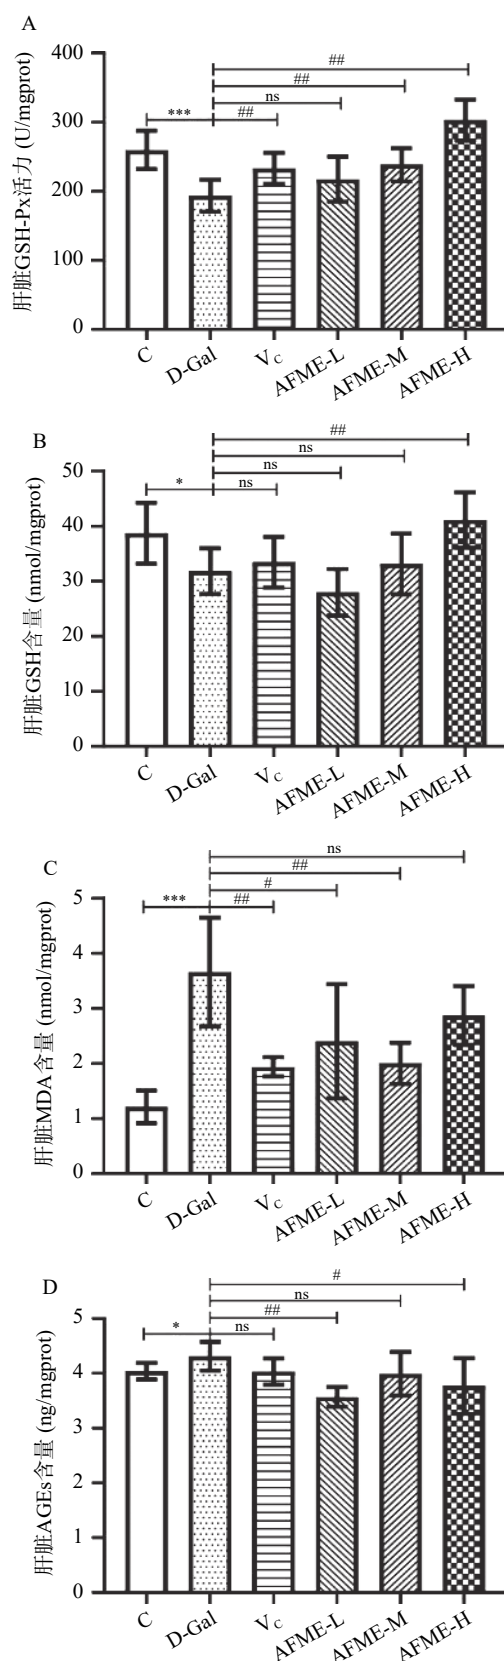 A
肝脏GSH-Px活力 (U/mgprot)
400
300
200
100
0
##
##
ns
***
##
C
D-Gal
VC
AFME-L
AFME-M
AFME-H
B
肝脏GSH含量 (nmol/mgprot)
50
40
30
20
10
0
##
ns
ns
*
ns
C
D-Gal
VC
AFME-L
AFME-M
AFME-H
C
肝脏MDA含量 (nmol/mgprot)
5
4
3
2
1
0
ns
##
#
***
##
C
D-Gal
VC
AFME-L
AFME-M
AFME-H
D
肝脏AGEs含量 (ng/mgprot)
5
4
3
2
1
0
#
ns
##
*
ns
C
D-Gal
VC
AFME-L
AFME-M
AFME-H